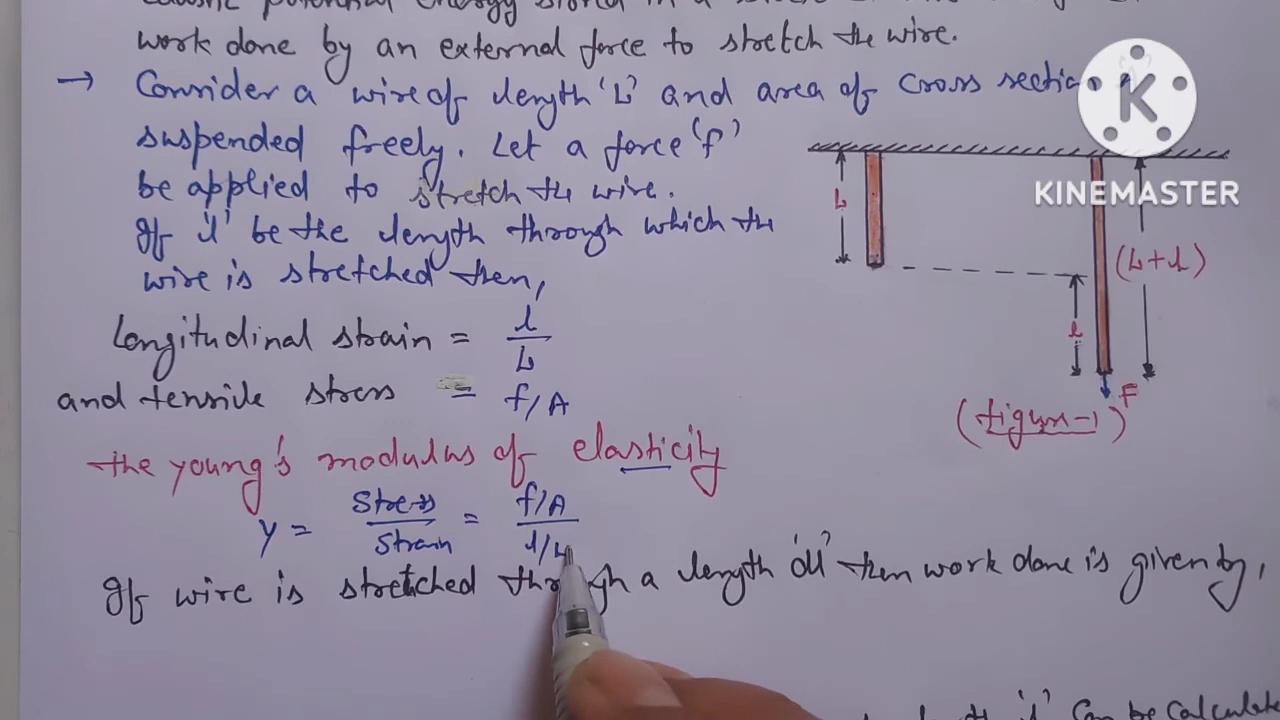 work done by an external force to stretch the wire.
→ Consider a wire of length 'L' and area of cross section
suspended freely. Let a force 'f'
be applied to stretch the wire.
If 'l' be the length through which the
wire is stretched then,
Longitudinal strain = l/L
and tensile stress = f/A
the young's modulus of elasticity
Y = Stress/Strain = f/A / l/L
If wire is stretched through a length 'dl' then work done is given by,
L
(L+l)
l
F
(figure-1)
K
KINEMASTER
'l' can be calculate